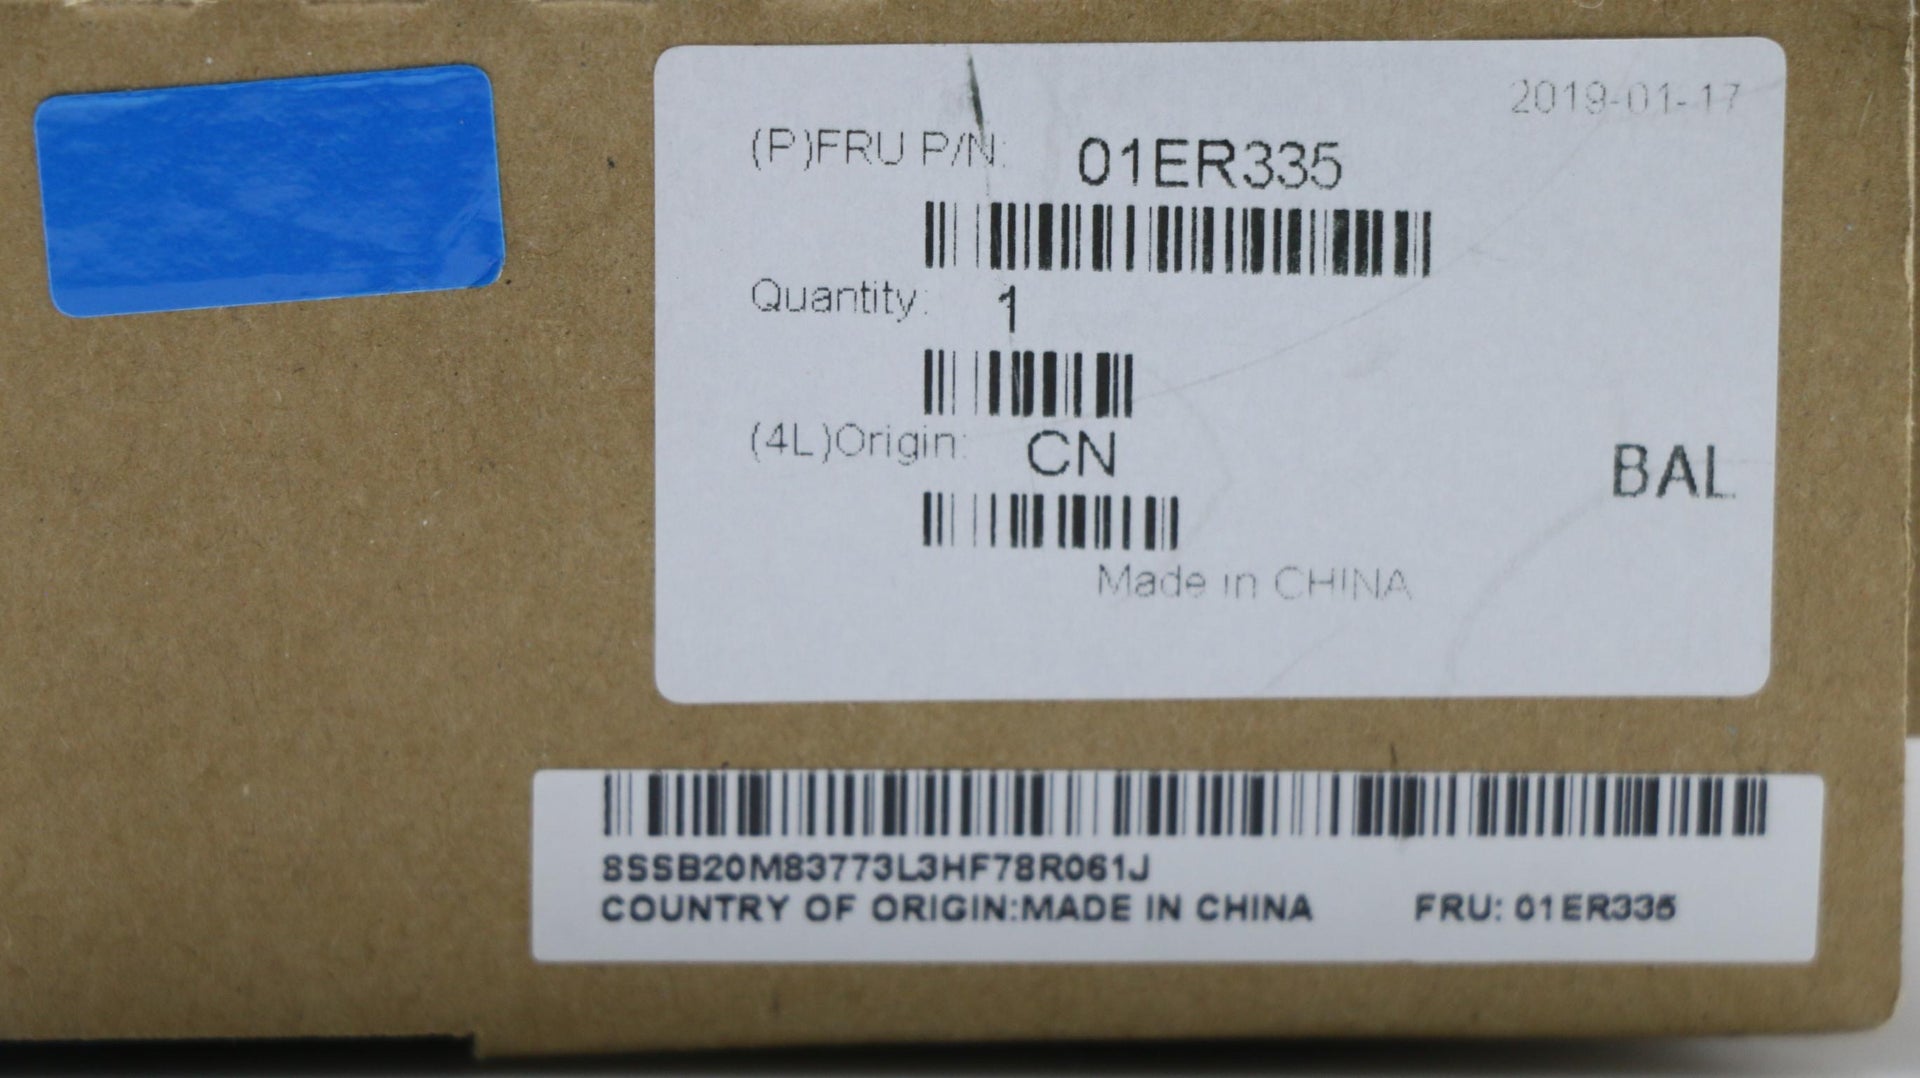 2019-01-17
(P)FRU P/N: 01ER335
Quantity: 1
(4L)Origin: CN
BAL
Made in CHINA
8SSB20M83773L3HF78R061J
COUNTRY OF ORIGIN:MADE IN CHINA FRU: 01ER335